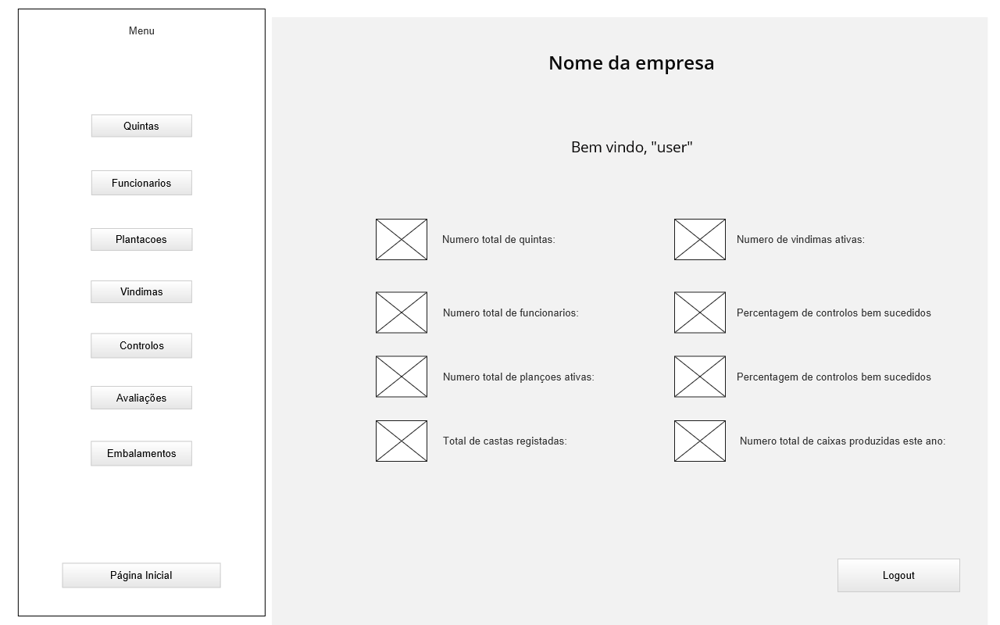 Menu
Quintas
Funcionarios
Plantacoes
Vindimas
Controlos
Avaliações
Embalamentos
Página Inicial
Nome da empresa
Bem vindo, "user"
Numero total de quintas:
Numero de vindimas ativas:
Numero total de funcionarios:
Percentagem de controlos bem sucedidos
Numero total de plançoes ativas:
Percentagem de controlos bem sucedidos
Total de castas registadas:
Numero total de caixas produzidas este ano:
Logout